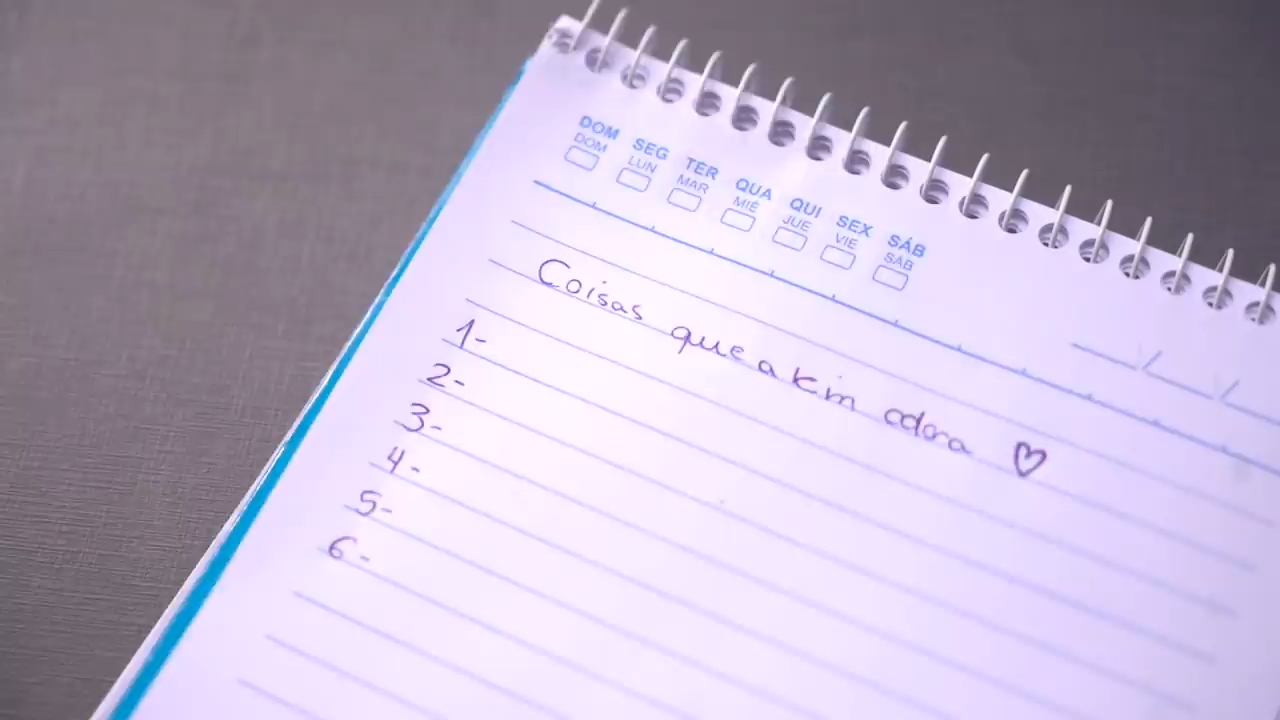 DOM SEG TER QUA QUI SEX SÁB
DOM LUN MAR MIÉ JUE VIE SÁB
Coisas que a Kim adora ♡
1-
2-
3-
4-
5-
6-